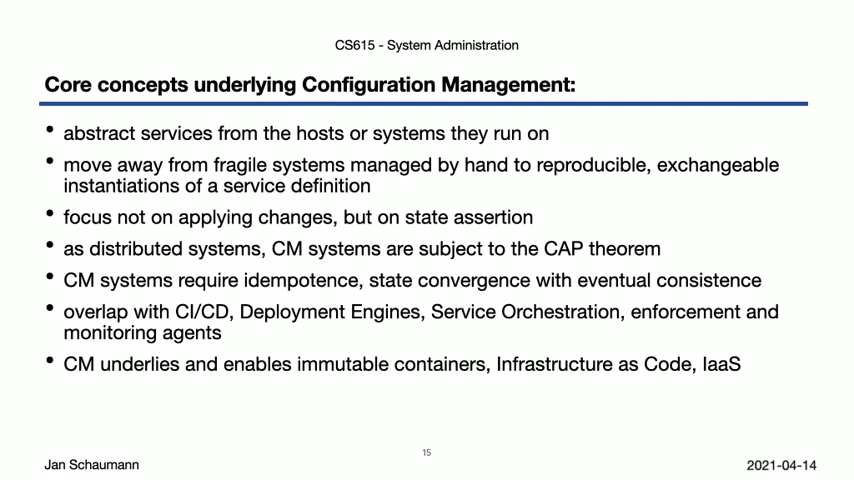 CS615 - System Administration
Core concepts underlying Configuration Management:
• abstract services from the hosts or systems they run on
• move away from fragile systems managed by hand to reproducible, exchangeable
instantiations of a service definition
• focus not on applying changes, but on state assertion
• as distributed systems, CM systems are subject to the CAP theorem
• CM systems require idempotence, state convergence with eventual consistence
• overlap with CI/CD, Deployment Engines, Service Orchestration, enforcement and
monitoring agents
• CM underlies and enables immutable containers, Infrastructure as Code, IaaS
Jan Schaumann
15
2021-04-14